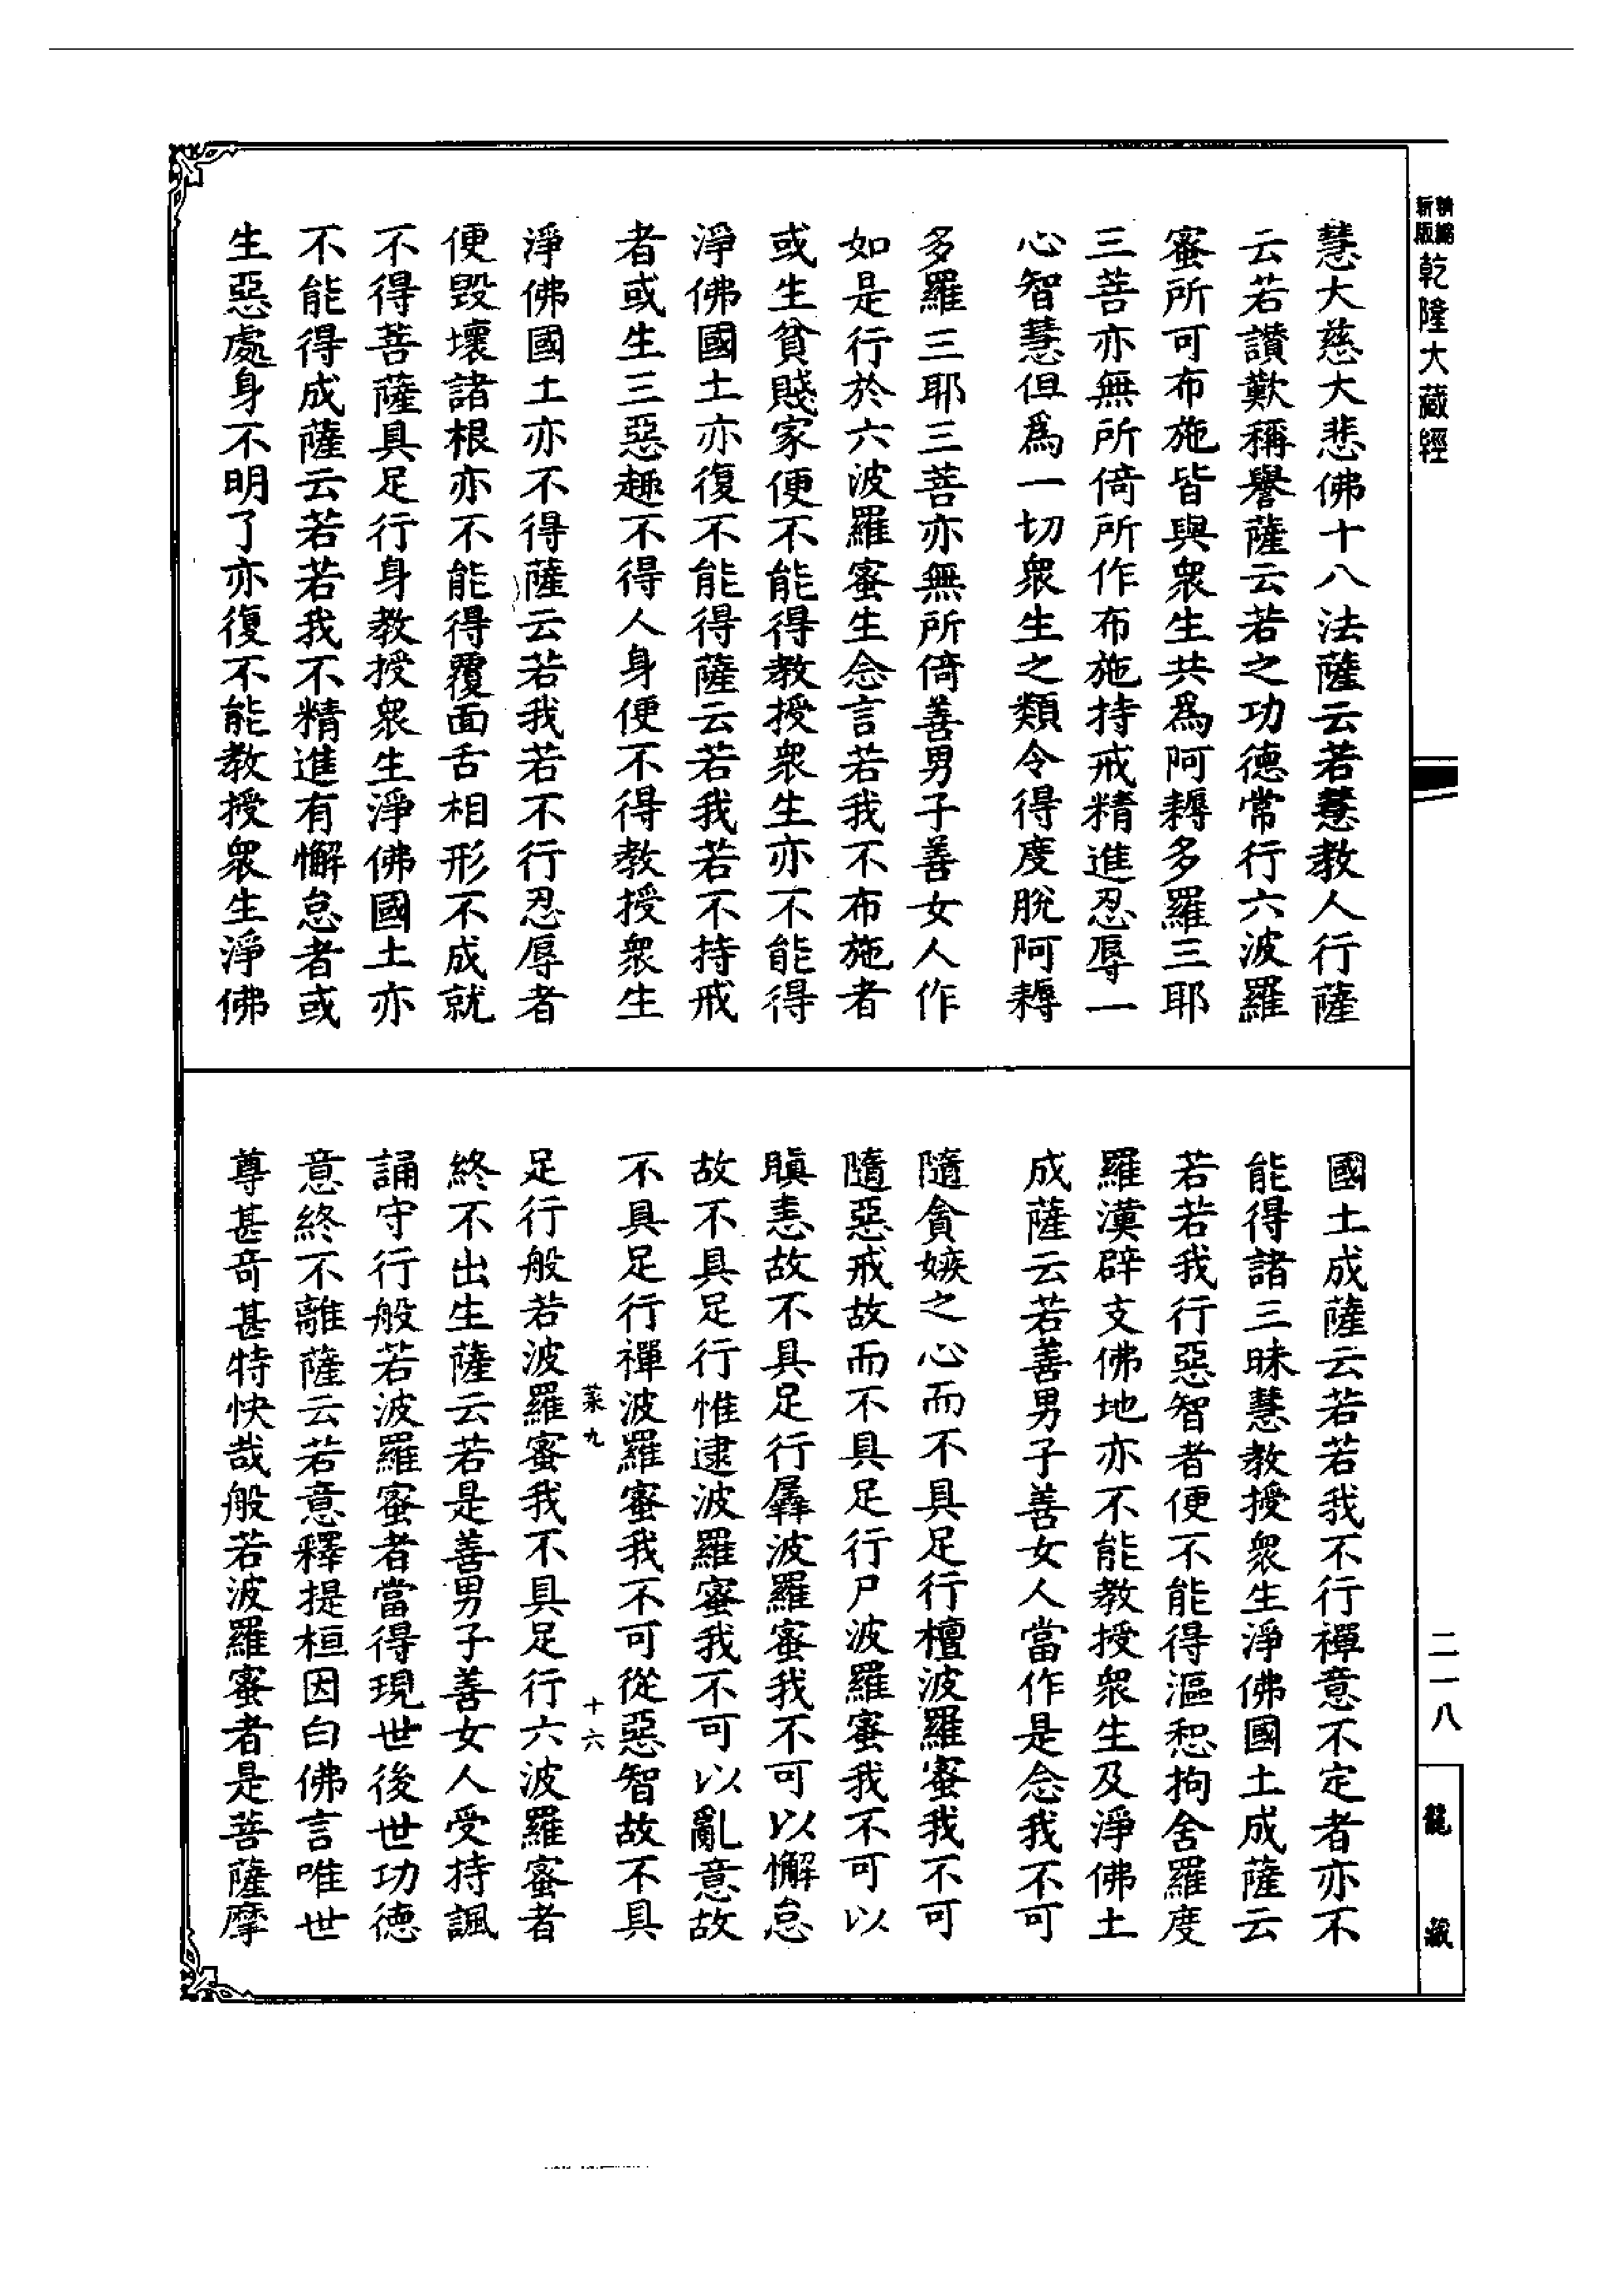 新版精縮乾隆大藏經
慧大慈大悲佛十八法薩云若慧教人行薩
云若讚歎稱譽薩云若之功德常行六波羅
蜜所可布施皆與衆生共爲阿耨多羅三耶
三菩亦無所倚所作布施持戒精進忍辱一
心智慧但爲一切衆生之類令得度脫阿耨
多羅三耶三菩亦無所倚善男子善女人作
如是行於六波羅蜜生念言若我不布施者
或生貧賤家便不能得教授衆生亦不能得
淨佛國土亦復不能得薩云若我若不持戒
者或生三惡趣不得人身便不得教授衆生
淨佛國土亦不得薩云若我若不行忍辱者
便毀壞諸根亦不能得覆面舌相形不成就
不得菩薩具足行身教授衆生淨佛國土亦
不能得成薩云若若我不精進有懈怠者或
生惡處身不明了亦復不能教授衆生淨佛
國土成薩云若若我不行禪意不定者亦不
能得諸三昧慧教授衆生淨佛國土成薩云
若若我行惡智者便不能得漚惒拘舍羅度
羅漢辟支佛地亦不能教授衆生及淨佛土
成薩云若善男子善女人當作是念我不可
隨貪嫉之心而不具足行檀波羅蜜我不可
隨惡戒故而不具足行尸波羅蜜我不可以
瞋恚故不具足行羼波羅蜜我不可以懈怠
故不具足行惟逮波羅蜜我不可以亂意故
不具足行禪波羅蜜我不可從惡智故不具
菜九 十六
足行般若波羅蜜我不具足行六波羅蜜者
終不出生薩云若是善男子善女人受持諷
誦守行般若波羅蜜者當得現世後世功德
意終不離薩云若意釋提桓因白佛言唯世
尊甚奇甚特快哉般若波羅蜜者是菩薩摩
二一八
龍藏